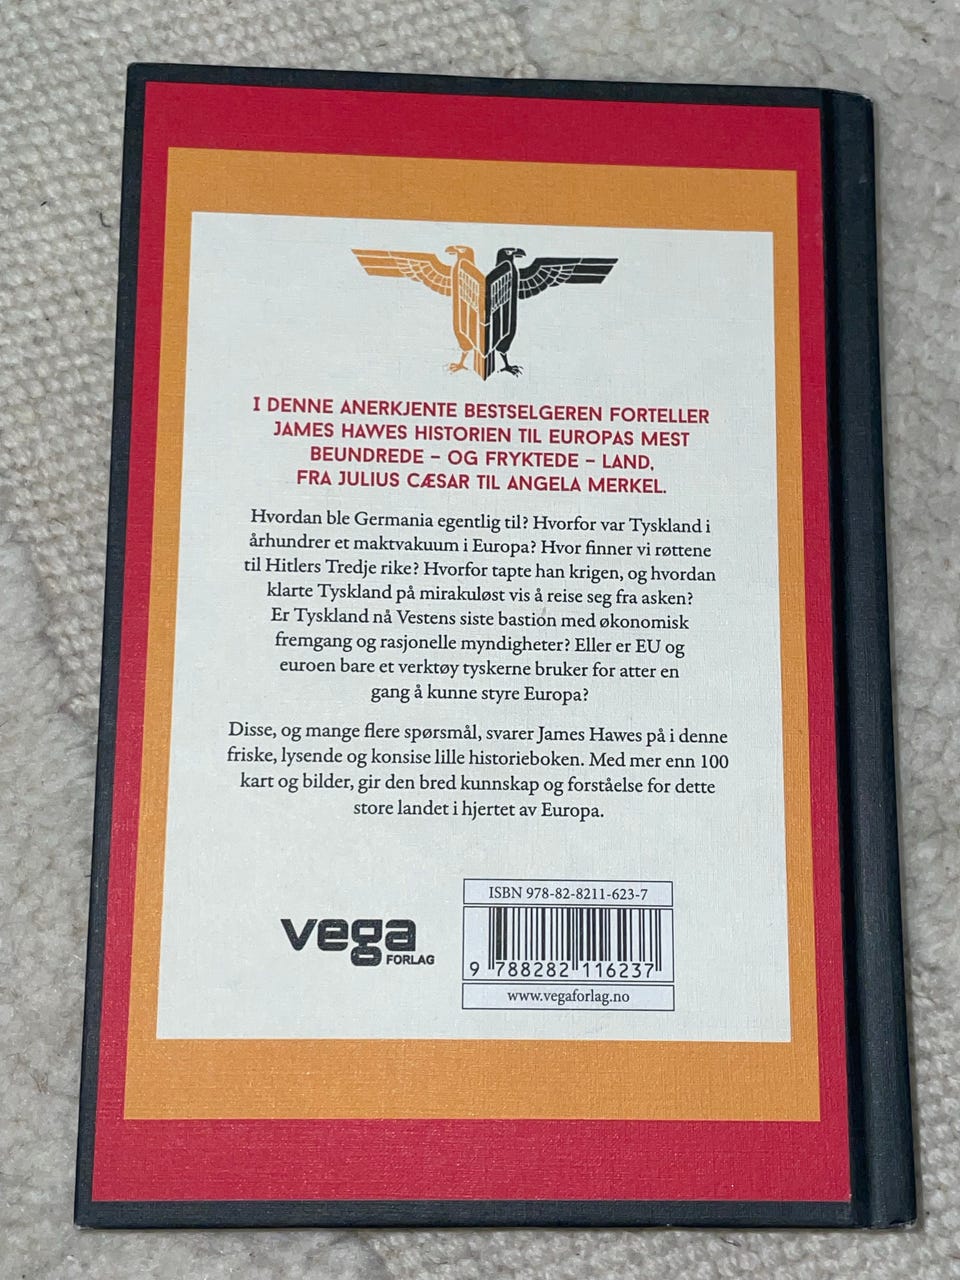 I DENNE ANERKJENTE BESTSELGEREN FORTELLER
JAMES HAWES HISTORIEN TIL EUROPAS MEST
BEUNDREDE – OG FRYKTEDE – LAND,
FRA JULIUS CÆSAR TIL ANGELA MERKEL.
Hvordan ble Germania egentlig til? Hvorfor var Tyskland i
århundrer et maktvakuum i Europa? Hvor finner vi røttene
til Hitlers Tredje rike? Hvorfor tapte han krigen, og hvordan
klarte Tyskland på mirakuløst vis å reise seg fra asken?
Er Tyskland nå Vestens siste bastion med økonomisk
fremgang og rasjonelle myndigheter? Eller er EU og
euroen bare et verktøy tyskerne bruker for atter en
gang å kunne styre Europa?
Disse, og mange flere spørsmål, svarer James Hawes på i denne
friske, lysende og konsise lille historieboken. Med mer enn 100
kart og bilder, gir den bred kunnskap og forståelse for dette
store landet i hjertet av Europa.
vega
FORLAG
ISBN 978-82-8211-623-7
9 788282 116237
www.vegaforlag.no